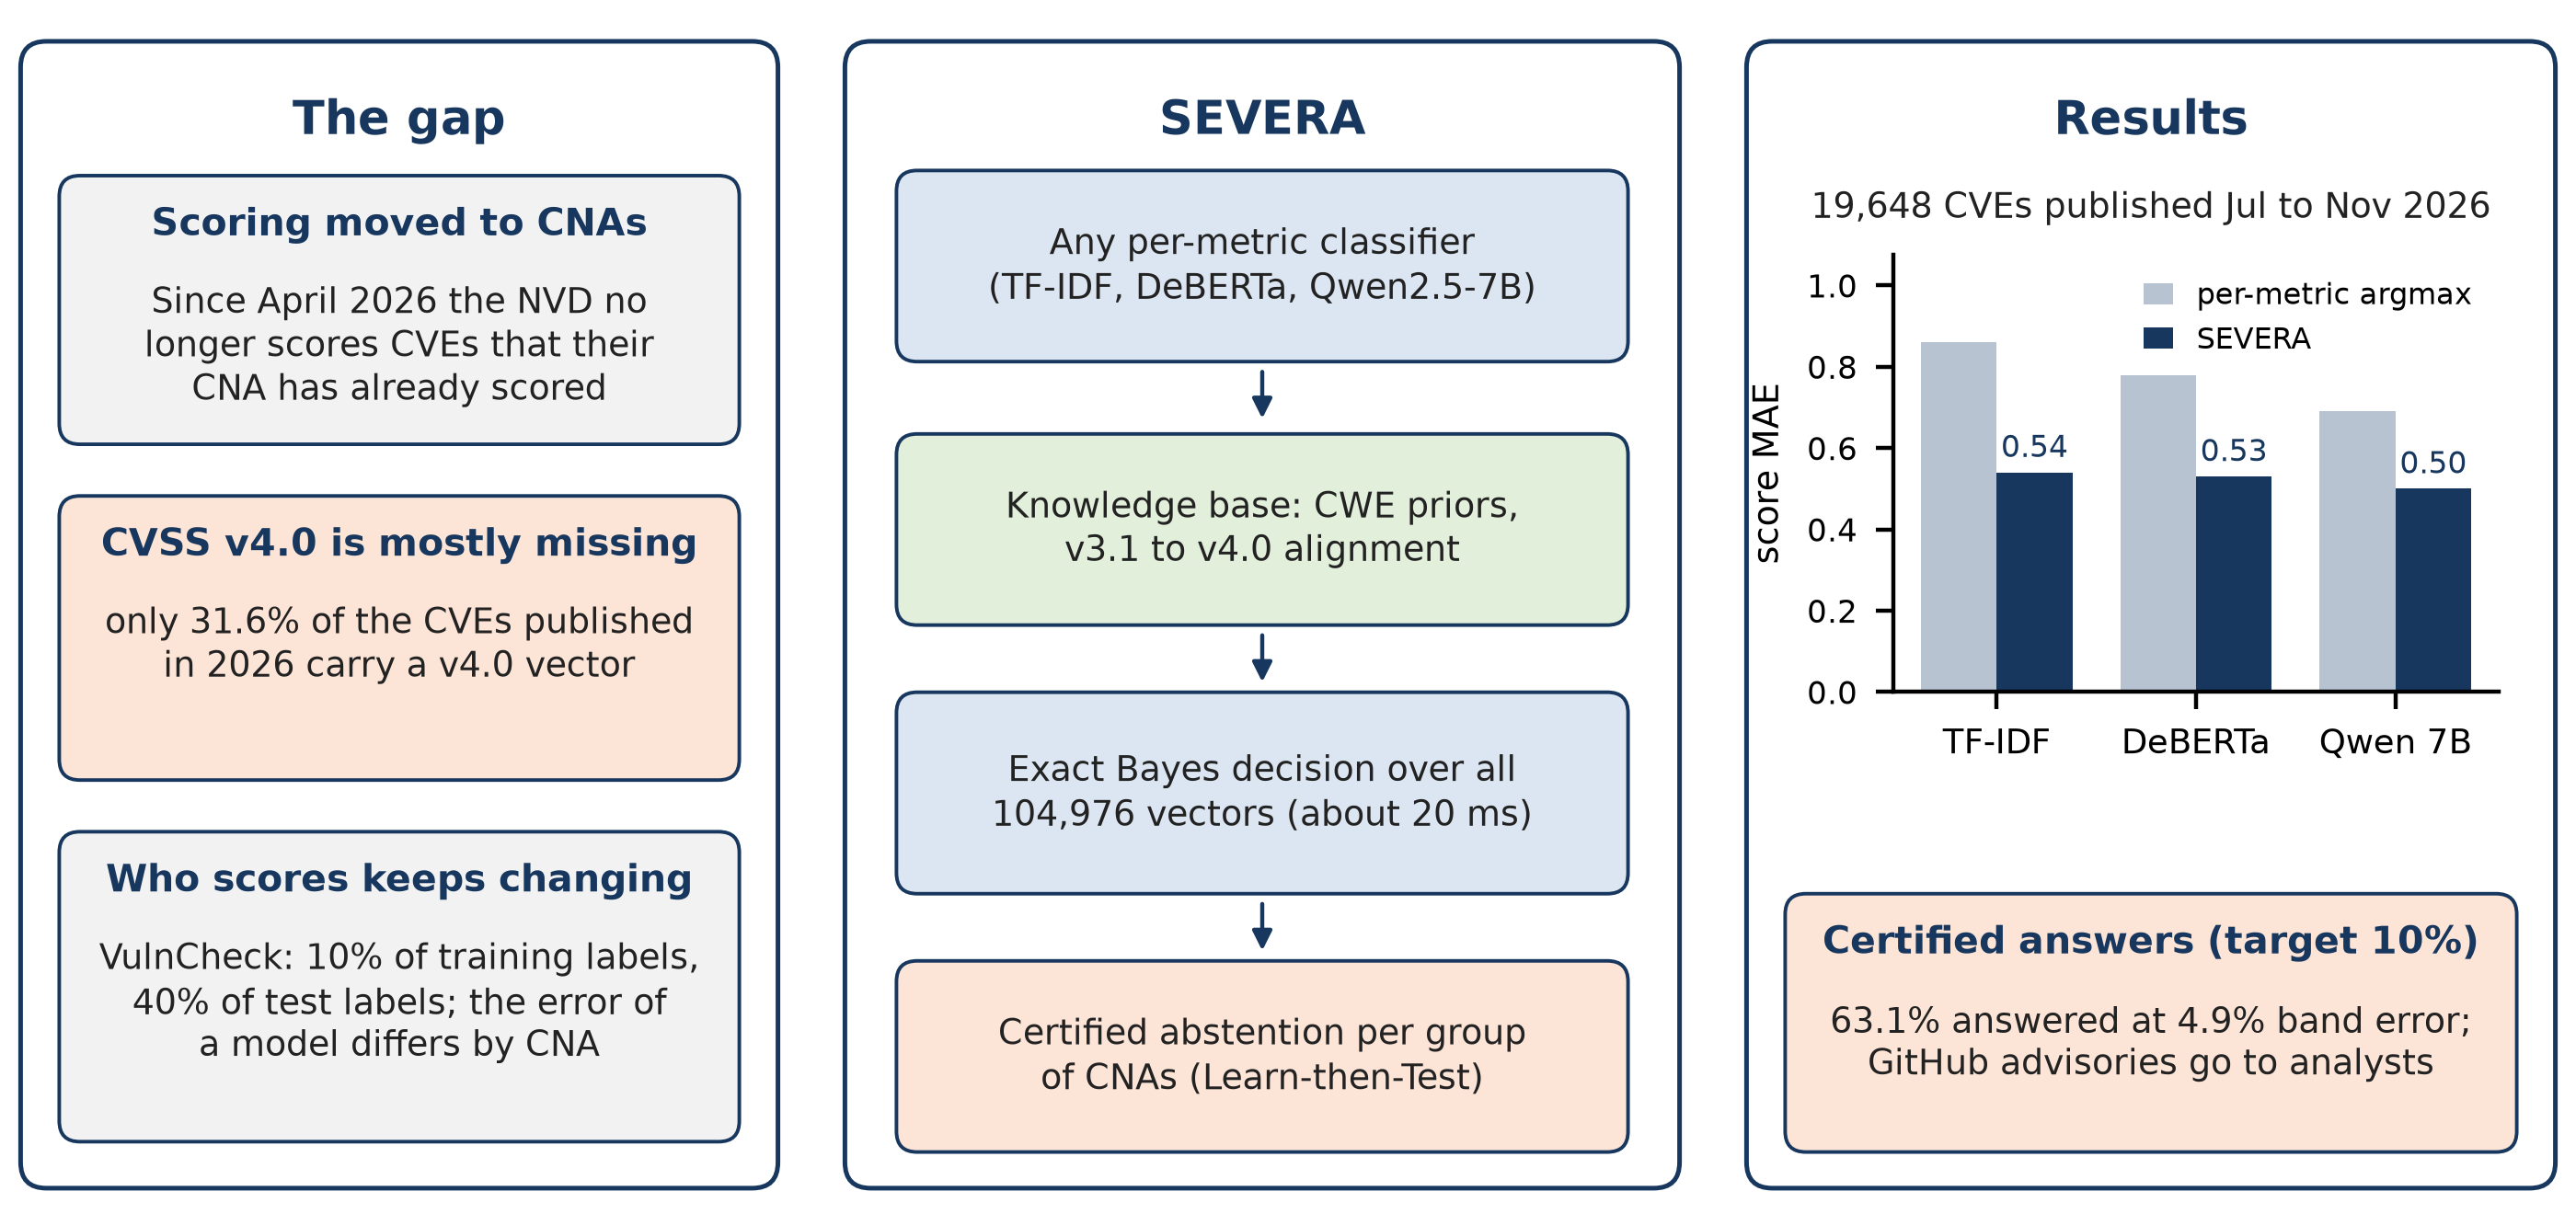 The gap
Scoring moved to CNAs
Since April 2026 the NVD no
longer scores CVEs that their
CNA has already scored
CVSS v4.0 is mostly missing
only 31.6% of the CVEs published
in 2026 carry a v4.0 vector
Who scores keeps changing
VulnCheck: 10% of training labels,
40% of test labels; the error of
a model differs by CNA
SEVERA
Any per-metric classifier
(TF-IDF, DeBERTa, Qwen2.5-7B)
Knowledge base: CWE priors,
v3.1 to v4.0 alignment
Exact Bayes decision over all
104,976 vectors (about 20 ms)
Certified abstention per group
of CNAs (Learn-then-Test)
Results
19,648 CVEs published Jul to Nov 2026
score MAE
1.0
0.8
0.6
0.4
0.2
0.0
per-metric argmax
SEVERA
0.54
0.53
0.50
TF-IDF
DeBERTa
Qwen 7B
Certified answers (target 10%)
63.1% answered at 4.9% band error;
GitHub advisories go to analysts